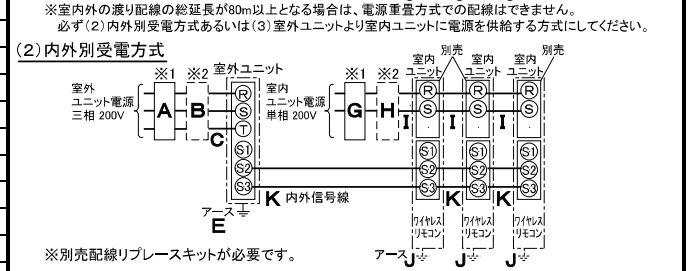 ※室内外の渡り配線の総延長が80m以上となる場合は、電源重畳方式での配線はできません。
必ず(2)内外別受電方式あるいは(3)室外ユニットより室内ユニットに電源を供給する方式にしてください。
(2)内外別受電方式
※1 ※2 室外ユニット
室外
ユニット電源
三相 200V
A B C
R
S
T
S1
S2
S3
アース
E
K 内外信号線
※1 ※2
室内
ユニット電源
単相 200V
G H
室内
ユニット
別売
室内
ユニット
室内
ユニット
別売
R R R
S S S
I I I
S1 S1 S1
S2 S2 S2
S3 S3 S3
K K
ワイヤレス
リモコン
ワイヤレス
リモコン
ワイヤレス
リモコン
アース J J J
※別売配線リプレースキットが必要です。